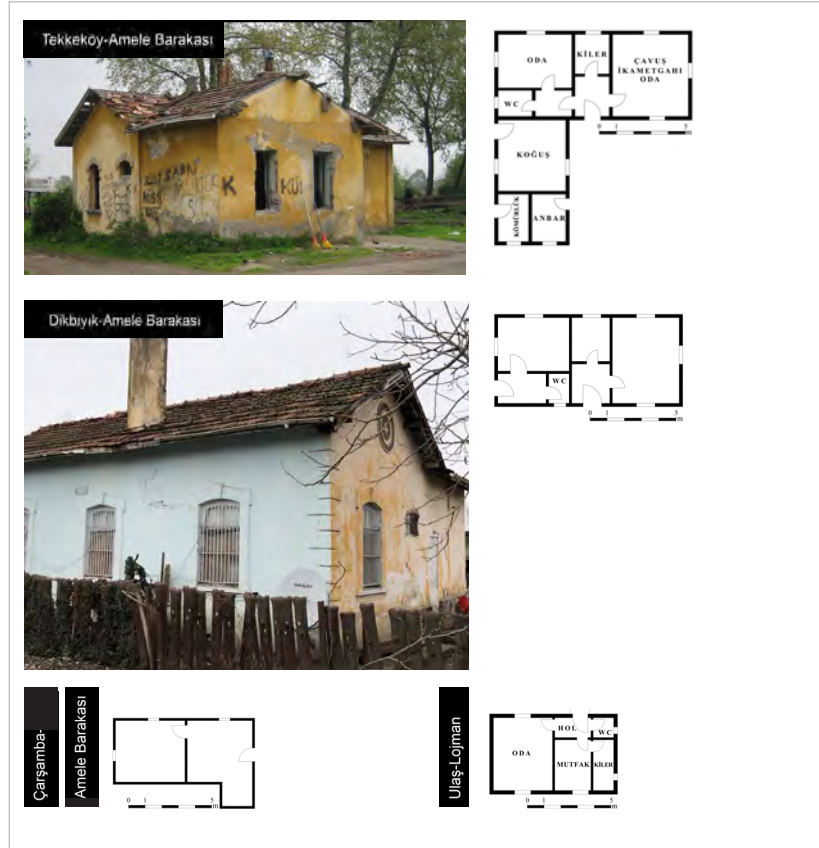 Tekkeköy-Amele Barakası
ODA
KİLER
ÇAVUŞ
İKAMETGAHI
ODA
WC
0 1 5
m
KOĞUŞ
KÖMÜRLÜK
ANBAR
K
KÜL
Dikbıyık-Amele Barakası
WC
0 1 5
m
Çarşamba-
Amele Barakası
0 1 5
m
Ulaş-Lojman
HOL
WC
ODA
MUTFAK
KİLER
0 1 5
m